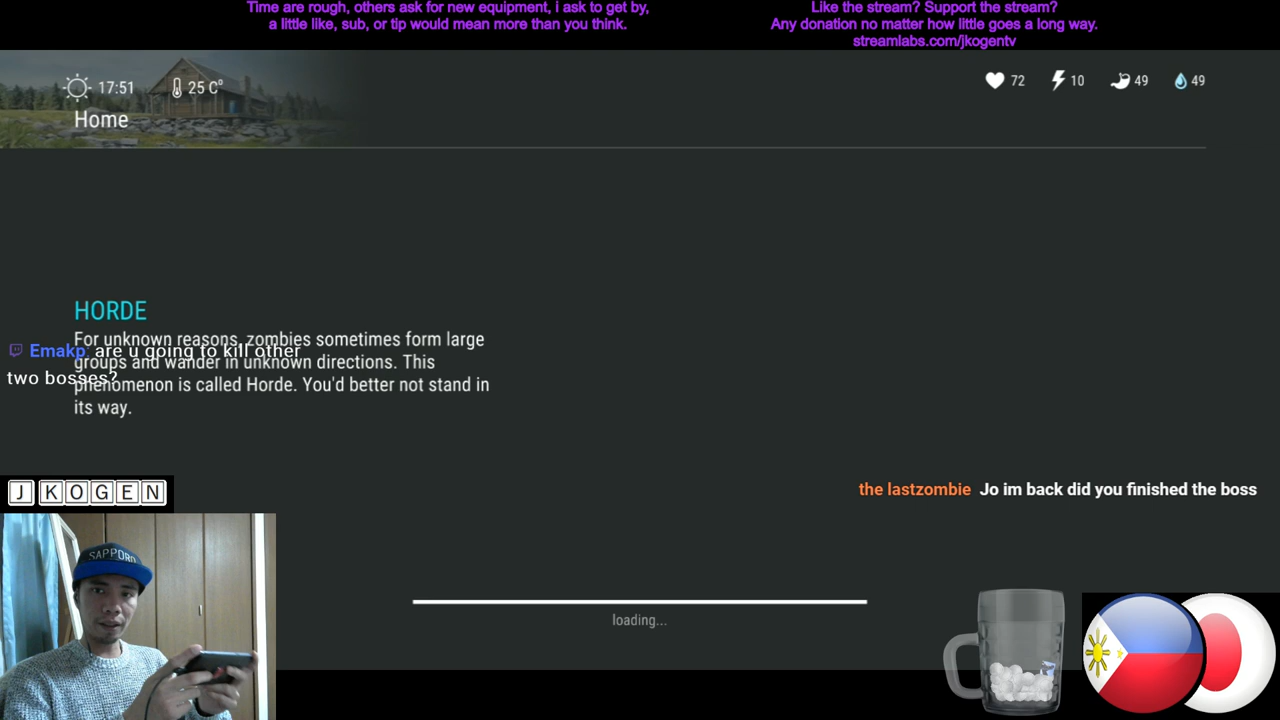 Time are rough, others ask for new equipment, i ask to get by,
a little like, sub, or tip would mean more than you think.
Like the stream? Support the stream?
Any donation no matter how little goes a long way.
streamlabs.com/jkogentv
17:51
25 C°
72
10
49
49
Home
HORDE
For unknown reasons, zombies sometimes form large
groups and wander in unknown directions. This
phenomenon is called Horde. You'd better not stand in
its way.
Emakp: are u going to kill other
two bosses?
the lastzombie Jo im back did you finished the boss
J KOGEN
SAPPORO
loading...